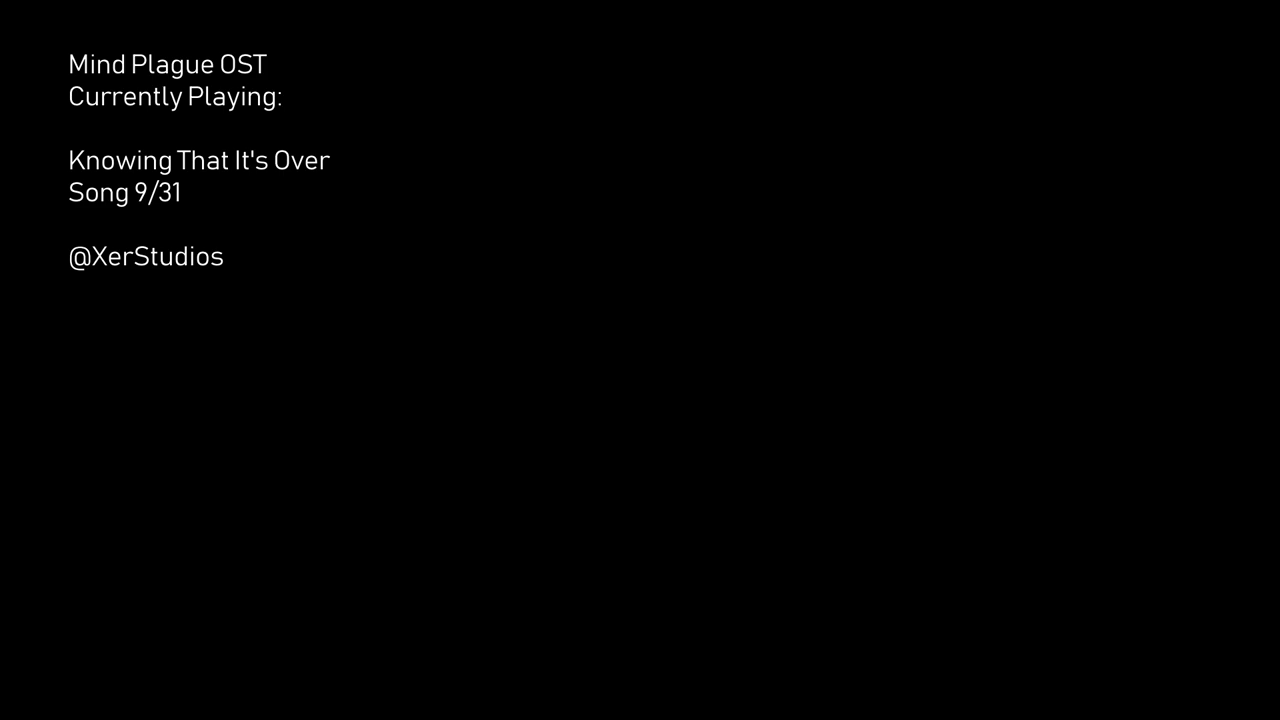 Mind Plague OST
Currently Playing:
Knowing That It's Over
Song 9/31
@XerStudios